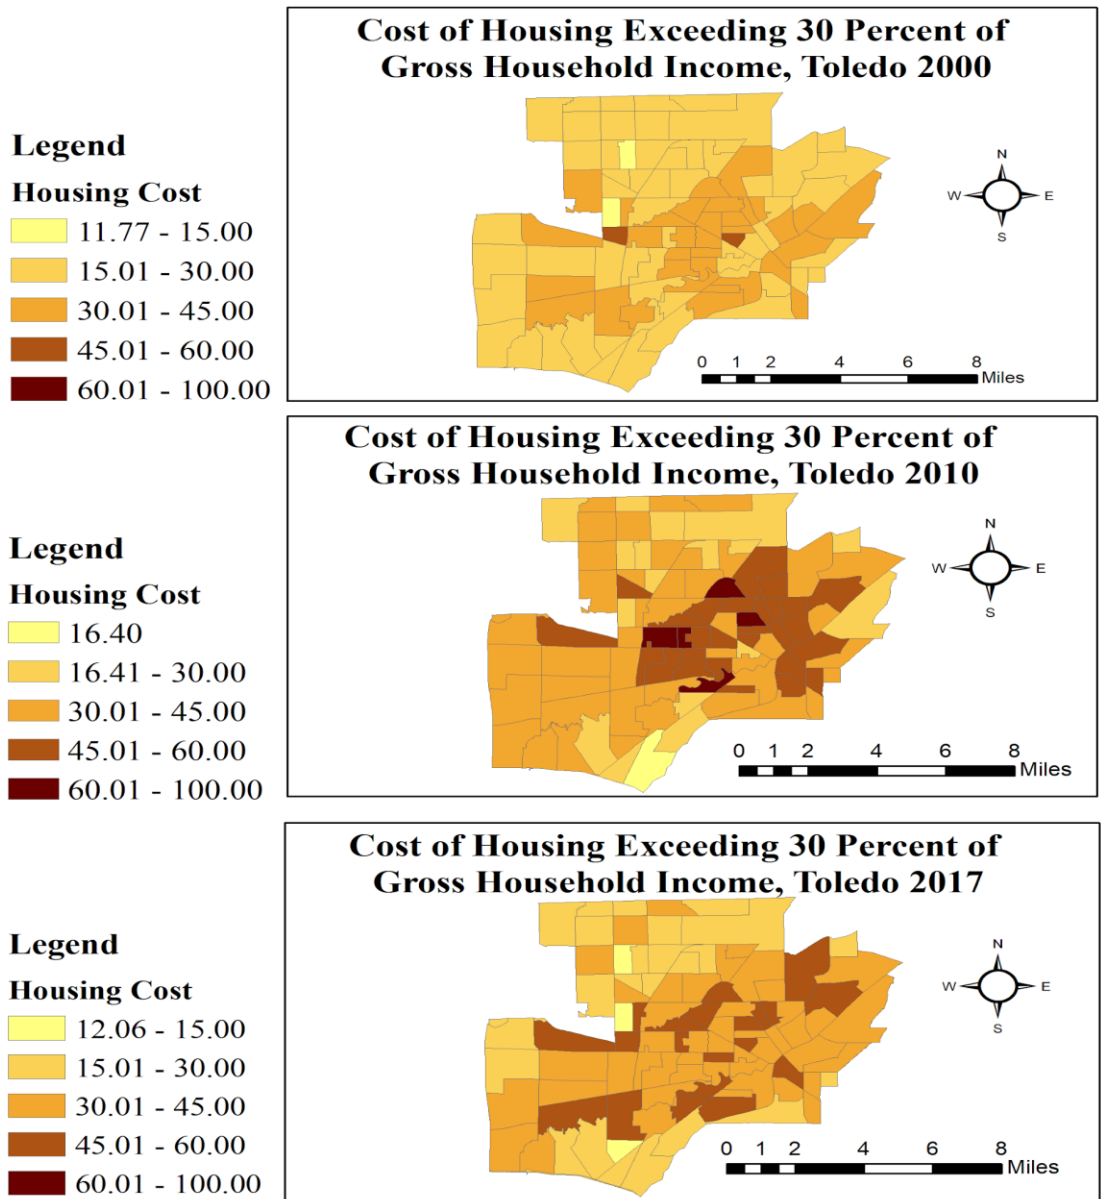 Cost of Housing Exceeding 30 Percent of
Gross Household Income, Toledo 2000
Legend
Housing Cost
11.77 - 15.00
15.01 - 30.00
30.01 - 45.00
45.01 - 60.00
60.01 - 100.00
N
W E
S
0 1 2 4 6 8
Miles
Cost of Housing Exceeding 30 Percent of
Gross Household Income, Toledo 2010
Legend
Housing Cost
16.40
16.41 - 30.00
30.01 - 45.00
45.01 - 60.00
60.01 - 100.00
N
W E
S
0 1 2 4 6 8
Miles
Cost of Housing Exceeding 30 Percent of
Gross Household Income, Toledo 2017
Legend
Housing Cost
12.06 - 15.00
15.01 - 30.00
30.01 - 45.00
45.01 - 60.00
60.01 - 100.00
N
W E
S
0 1 2 4 6 8
Miles